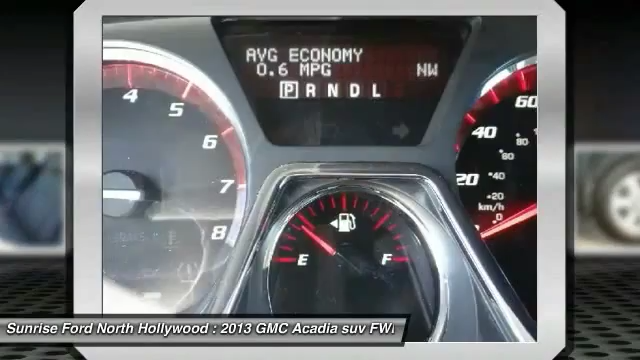 AVG ECONOMY
0.6 MPG NW
P R N D L
4 5 6 7 8
60 80 40 80 20 40 20 km/h 0
E F
Sunrise Ford North Hollywood : 2013 GMC Acadia suv FW